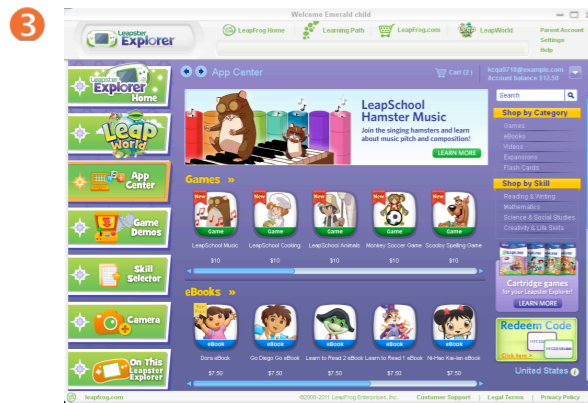 3
Welcome Emerald child
Leapster Explorer
LeapFrog Home
Learning Path
LeapFrog.com
LeapWorld
Parent Account
Settings
Help
Leapster Explorer Home
Leap World
App Center
Game Demos
Skill Selector
Camera
On This Leapster Explorer
App Center
Cart (2)
kcqa5718@example.com
Account balance $12.50
LeapSchool
Hamster Music
Join the singing hamsters and learn
about music pitch and composition!
LEARN MORE
Search
Shop by Category
Games
eBooks
Videos
Expansions
Flash Cards
Shop by Skill
Reading & Writing
Mathematics
Science & Social Studies
Creativity & Life Skills
Games »
New New New New New
Game Game Game Game Game
LeapSchool Music LeapSchool Cooking LeapSchool Animals Monkey Soccer Game Scooby Spelling Game
$10 $10 $10 $10 $10
Cartridge games
for your Leapster Explorer!
LEARN MORE
eBooks »
eBook eBook eBook eBook eBook
Dora eBook Go Diego Go eBook Learn to Read 2 eBook Learn to Read 1 eBook Ni-Hao Kai-lan eBook
$7.50 $7.50 $7.50 $7.50 $7.50
Redeem Code
Click here >
United States
leapfrog.com
©2008-2011 LeapFrog Enterprises, Inc.
Customer Support | Legal Terms | Privacy Policy